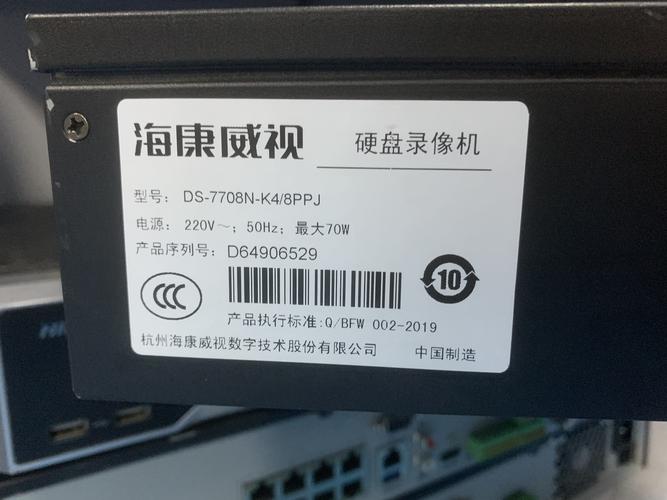 海康威视 硬盘录像机
型号: DS-7708N-K4/8PPJ
电源: 220V～; 50Hz; 最大70W
产品序列号: D64906529
CCC
10
产品执行标准:Q/BFW 002-2019
杭州海康威视数字技术股份有限公司 中国制造